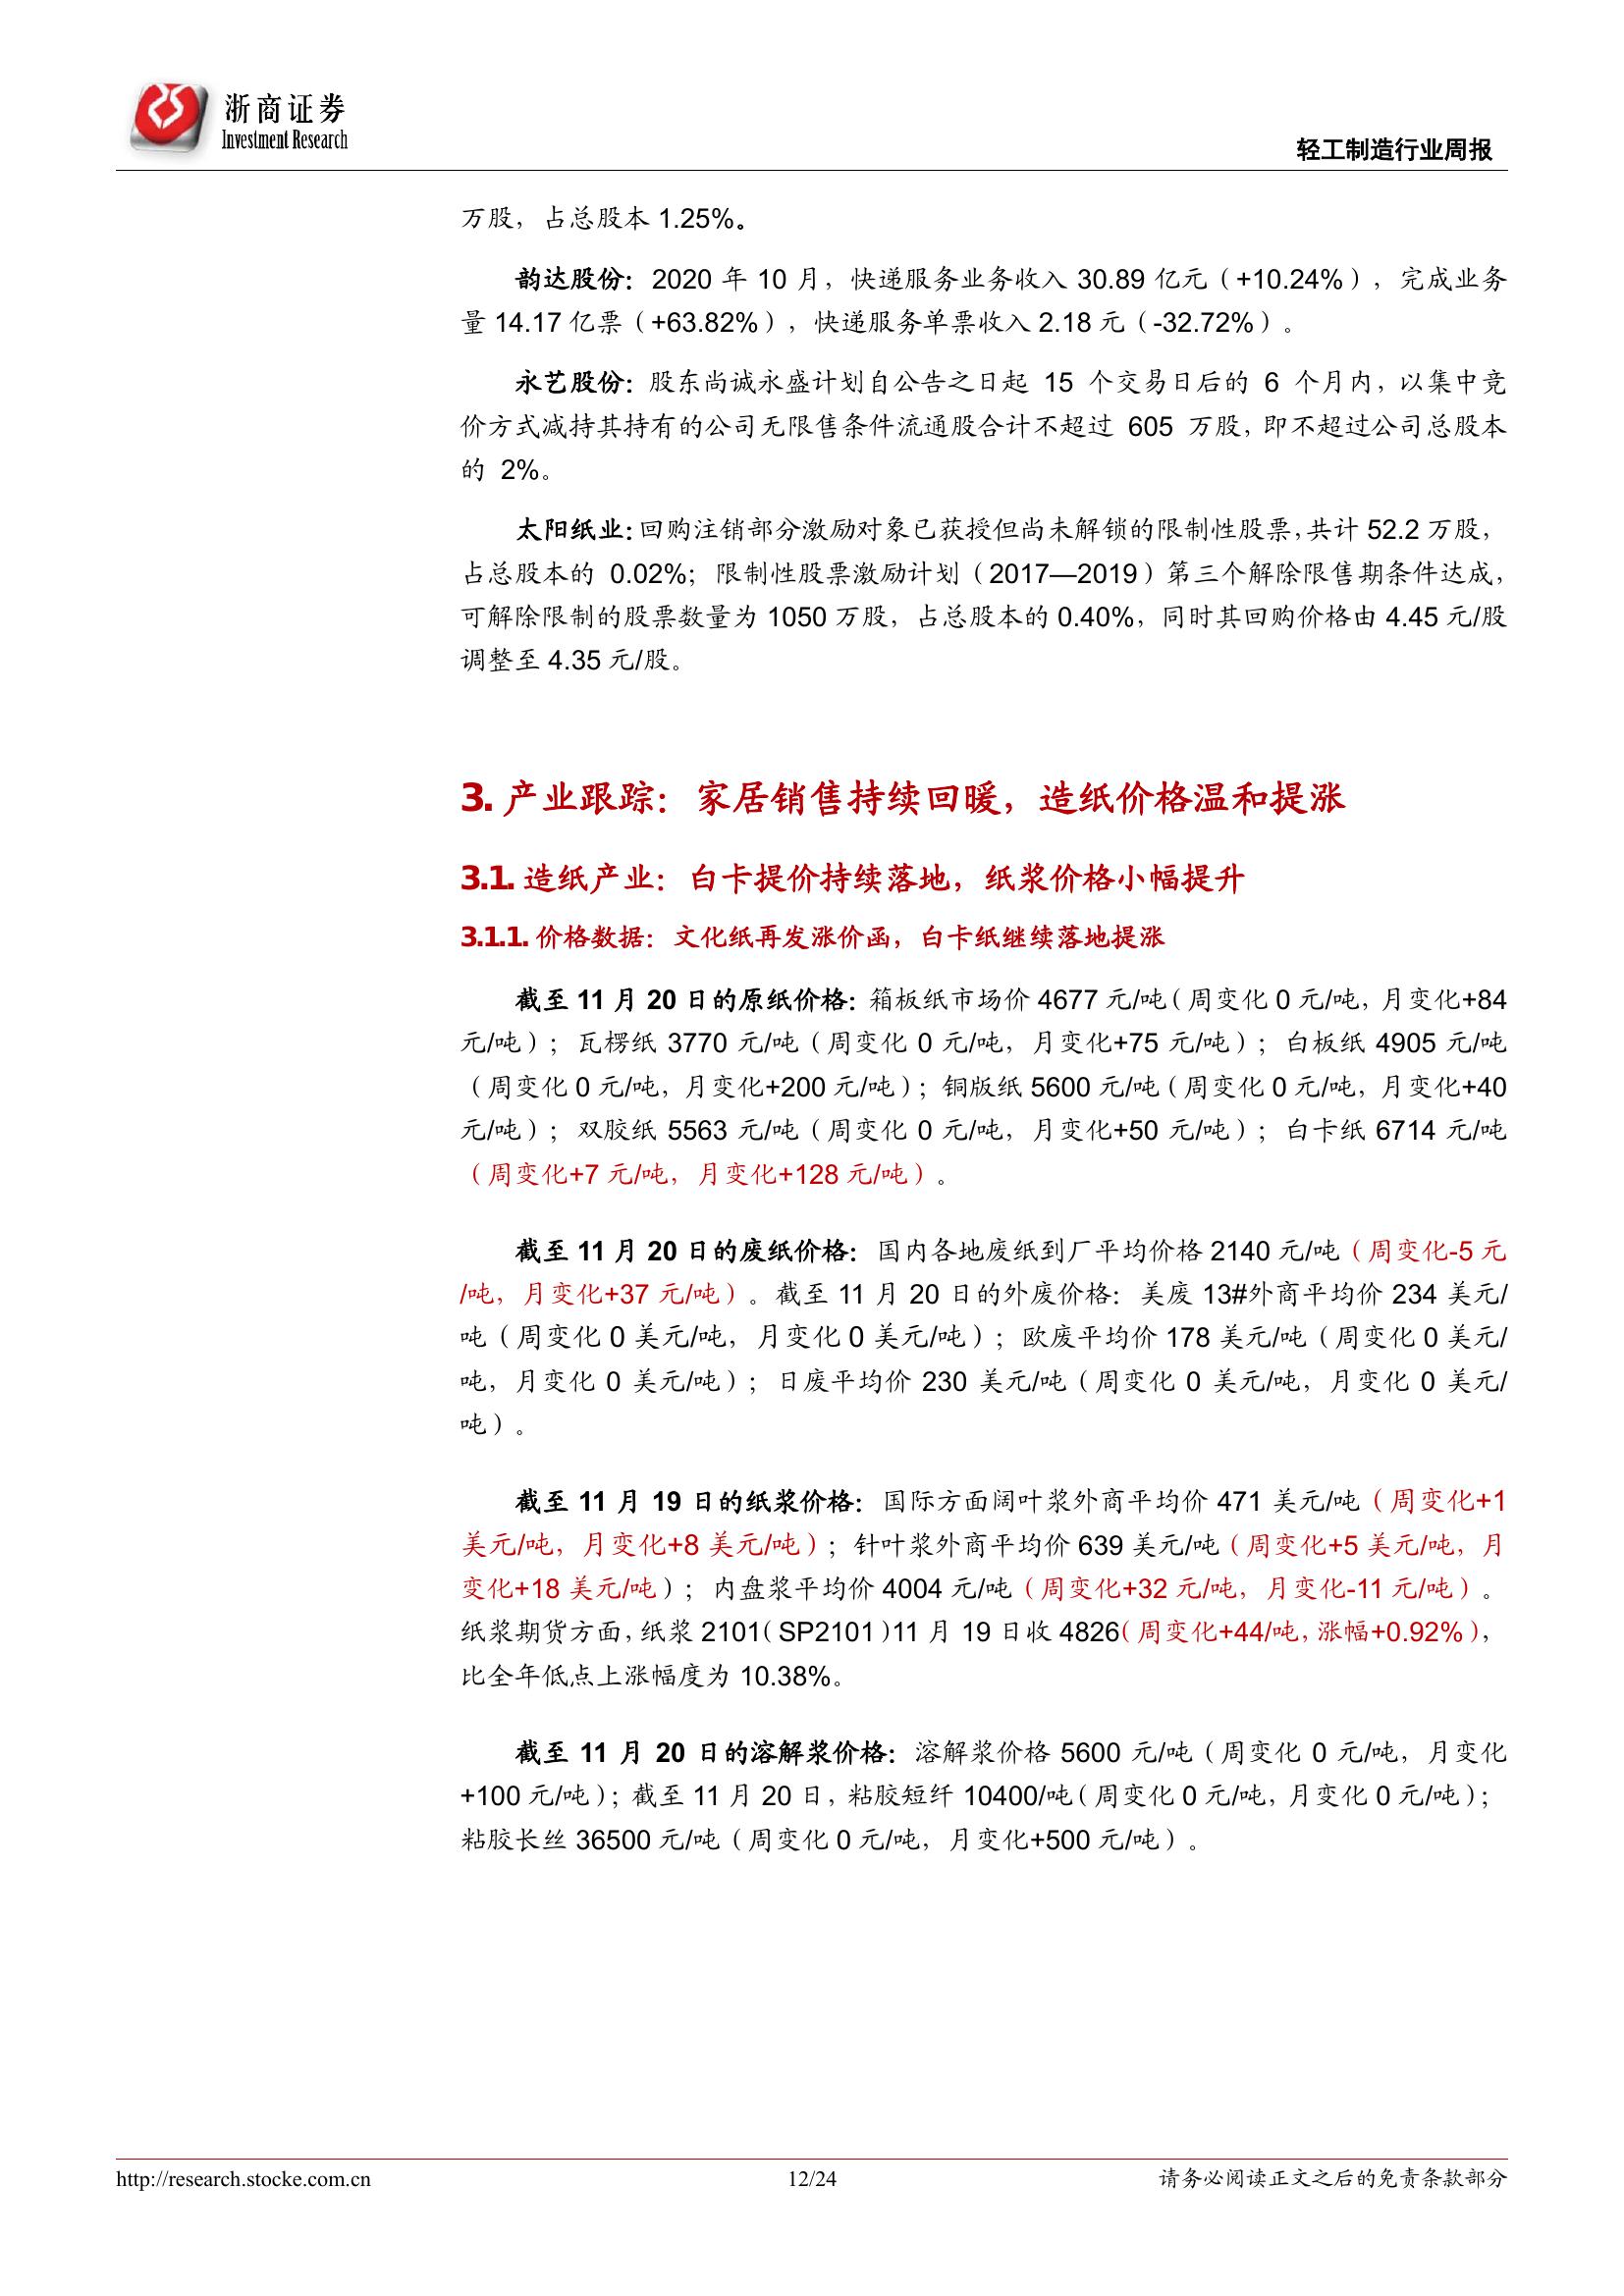 浙商证券
Investment Research
轻工制造行业周报
万股，占总股本 1.25%。
韵达股份：2020 年 10 月，快递服务业务收入 30.89 亿元（+10.24%），完成业务
量 14.17 亿票（+63.82%），快递服务单票收入 2.18 元（-32.72%）。
永艺股份：股东尚诚永盛计划自公告之日起 15 个交易日后的 6 个月内，以集中竞
价方式减持其持有的公司无限售条件流通股合计不超过 605 万股，即不超过公司总股本
的 2%。
太阳纸业：回购注销部分激励对象已获授但尚未解锁的限制性股票，共计 52.2 万股，
占总股本的 0.02%；限制性股票激励计划（2017—2019）第三个解除限售期条件达成，
可解除限制的股票数量为 1050 万股，占总股本的 0.40%，同时其回购价格由 4.45 元/股
调整至 4.35 元/股。
3. 产业跟踪：家居销售持续回暖，造纸价格温和提涨
3.1. 造纸产业：白卡提价持续落地，纸浆价格小幅提升
3.1.1. 价格数据：文化纸再发涨价函，白卡纸继续落地提涨
截至 11 月 20 日的原纸价格：箱板纸市场价 4677 元/吨（周变化 0 元/吨，月变化+84
元/吨）；瓦楞纸 3770 元/吨（周变化 0 元/吨，月变化+75 元/吨）；白板纸 4905 元/吨
（周变化 0 元/吨，月变化+200 元/吨）；铜版纸 5600 元/吨（周变化 0 元/吨，月变化+40
元/吨）；双胶纸 5563 元/吨（周变化 0 元/吨，月变化+50 元/吨）；白卡纸 6714 元/吨
（周变化+7 元/吨，月变化+128 元/吨）。
截至 11 月 20 日的废纸价格：国内各地废纸到厂平均价格 2140 元/吨（周变化-5 元
/吨，月变化+37 元/吨）。截至 11 月 20 日的外废价格：美废 13#外商平均价 234 美元/
吨（周变化 0 美元/吨，月变化 0 美元/吨）；欧废平均价 178 美元/吨（周变化 0 美元/
吨，月变化 0 美元/吨）；日废平均价 230 美元/吨（周变化 0 美元/吨，月变化 0 美元/
吨）。
截至 11 月 19 日的纸浆价格：国际方面阔叶浆外商平均价 471 美元/吨（周变化+1
美元/吨，月变化+8 美元/吨）；针叶浆外商平均价 639 美元/吨（周变化+5 美元/吨，月
变化+18 美元/吨）；内盘浆平均价 4004 元/吨（周变化+32 元/吨，月变化-11 元/吨）。
纸浆期货方面，纸浆 2101（SP2101）11 月 19 日收 4826（周变化+44/吨，涨幅+0.92%），
比全年低点上涨幅度为 10.38%。
截至 11 月 20 日的溶解浆价格：溶解浆价格 5600 元/吨（周变化 0 元/吨，月变化
+100 元/吨）；截至 11 月 20 日，粘胶短纤 10400/吨（周变化 0 元/吨，月变化 0 元/吨）；
粘胶长丝 36500 元/吨（周变化 0 元/吨，月变化+500 元/吨）。
http://research.stocke.com.cn
12/24
请务必阅读正文之后的免责条款部分